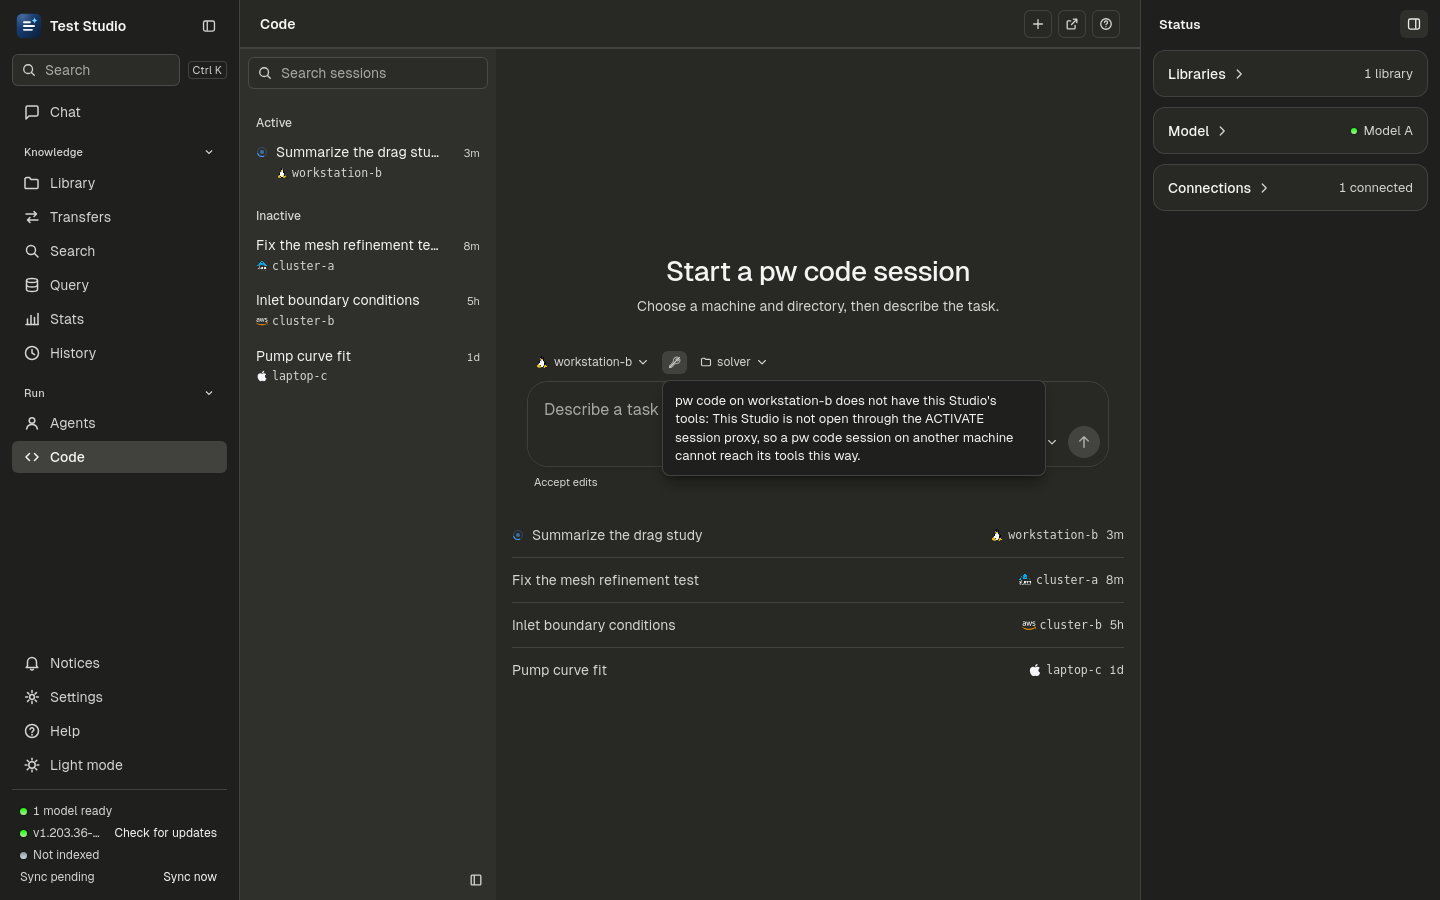 Test Studio
Search
Ctrl K
Chat
Knowledge
Library
Transfers
Search
Query
Stats
History
Run
Agents
Code
Notices
Settings
Help
Light mode
1 model ready
v1.203.36-... Check for updates
Not indexed
Sync pending Sync now
Code
Search sessions
Active
Summarize the drag stu... 3m
workstation-b
Inactive
Fix the mesh refinement te... 8m
cluster-a
Inlet boundary conditions 5h
aws cluster-b
Pump curve fit 1d
laptop-c
Start a pw code session
Choose a machine and directory, then describe the task.
workstation-b
solver
Describe a task
pw code on workstation-b does not have this Studio's
tools: This Studio is not open through the ACTIVATE
session proxy, so a pw code session on another machine
cannot reach its tools this way.
Accept edits
Summarize the drag study workstation-b 3m
Fix the mesh refinement test cluster-a 8m
Inlet boundary conditions aws cluster-b 5h
Pump curve fit laptop-c 1d
Status
Libraries 1 library
Model Model A
Connections 1 connected